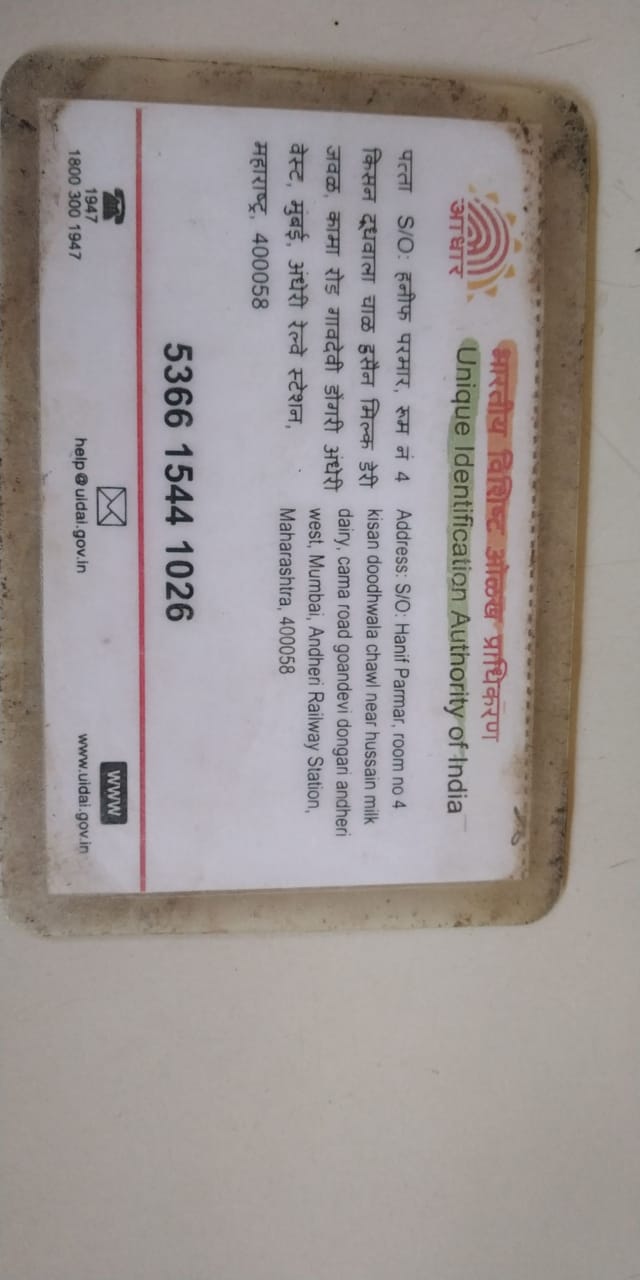 आधार
भारतीय विशिष्ट ओळख प्राधिकरण
Unique Identification Authority of India
पत्ता S/O: हनीफ परमार, रूम नं 4
किसन दूधवाला चाळ हुसैन मिल्क डेरी
जवळ, कामा रोड गावदेवी डोंगरी अंधेरी
वेस्ट, मुंबई, अंधेरी रेल्वे स्टेशन,
महाराष्ट्र, 400058
Address: S/O: Hanif Parmar, room no 4
kisan doodhwala chawl near hussain milk
dairy, cama road goandevi dongari andheri
west, Mumbai, Andheri Railway Station,
Maharashtra, 400058
5366 1544 1026
1947
1800 300 1947
help@uidai.gov.in
www
www.uidai.gov.in